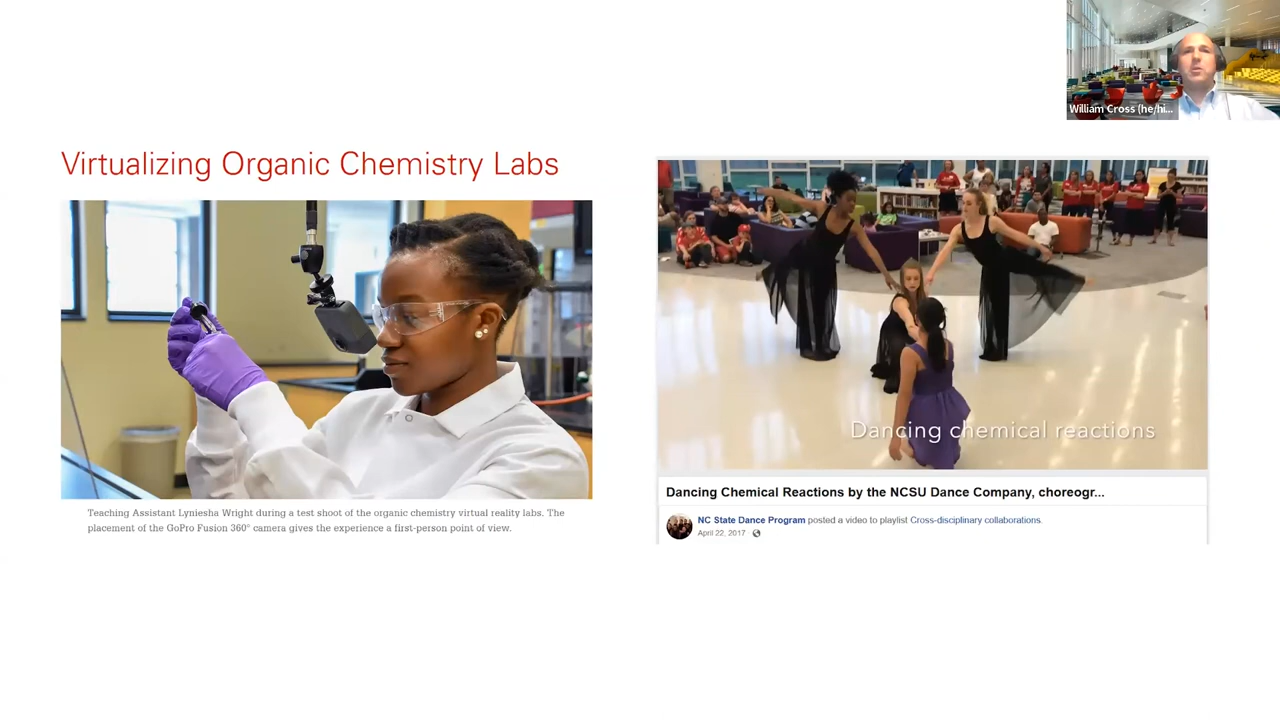 William Cross (he/hi...
Virtualizing Organic Chemistry Labs
Dancing chemical reactions
Teaching Assistant Lyniesha Wright during a test shoot of the organic chemistry virtual reality labs. The
placement of the GoPro Fusion 360° camera gives the experience a first-person point of view.
Dancing Chemical Reactions by the NCSU Dance Company, choreogr...
NC State Dance Program posted a video to playlist Cross-disciplinary collaborations.
April 22, 2017